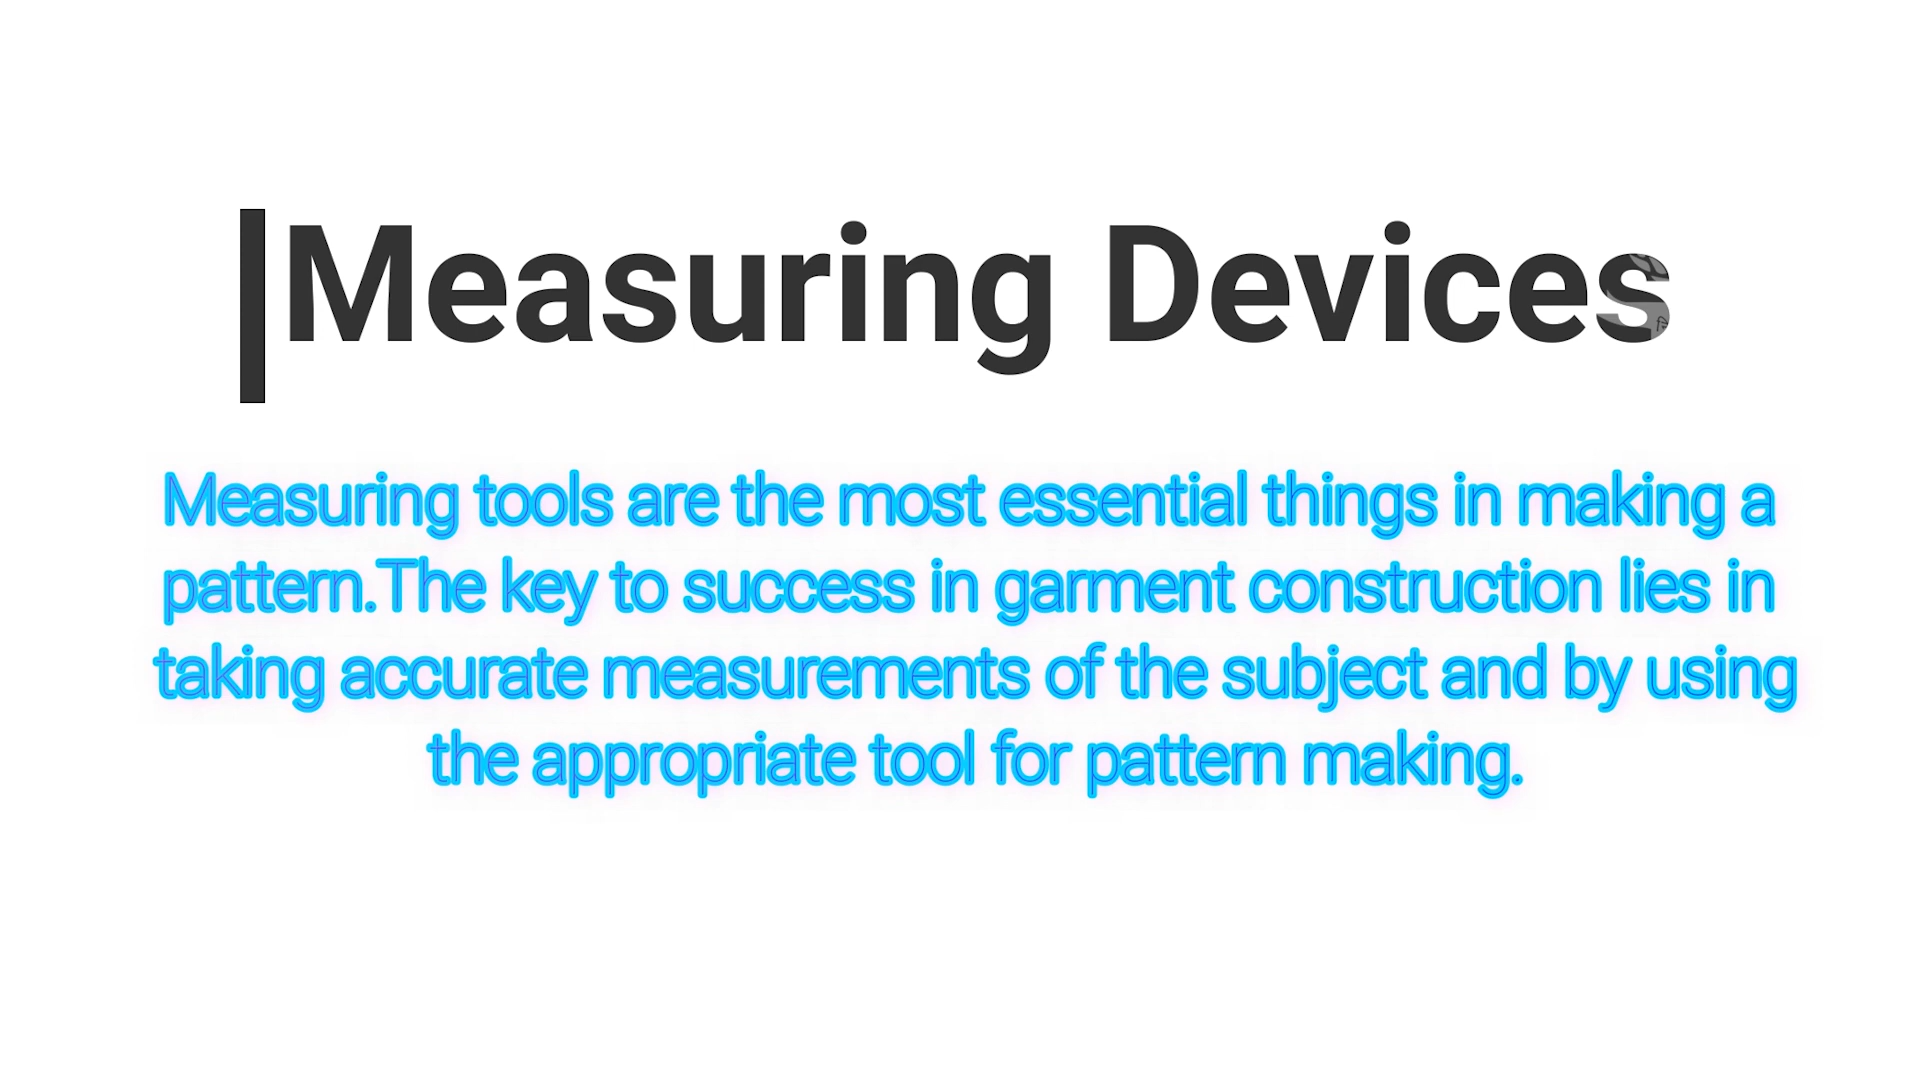 Measuring Devices
Measuring tools are the most essential things in making a
pattern.The key to success in garment construction lies in
taking accurate measurements of the subject and by using
the appropriate tool for pattern making.